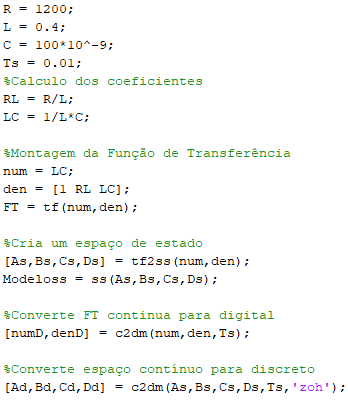 R = 1200;
L = 0.4;
C = 100*10^-9;
Ts = 0.01;
%Calculo dos coeficientes
RL = R/L;
LC = 1/L*C;
%Montagem da Função de Transferência
num = LC;
den = [1 RL LC];
FT = tf(num,den);
%Cria um espaço de estado
[As,Bs,Cs,Ds] = tf2ss(num,den);
Modeloss = ss(As,Bs,Cs,Ds);
%Converte FT continua para digital
[numD,denD] = c2dm(num,den,Ts);
%Converte espaço contínuo para discreto
[Ad,Bd,Cd,Dd] = c2dm(As,Bs,Cs,Ds,Ts,'zoh');